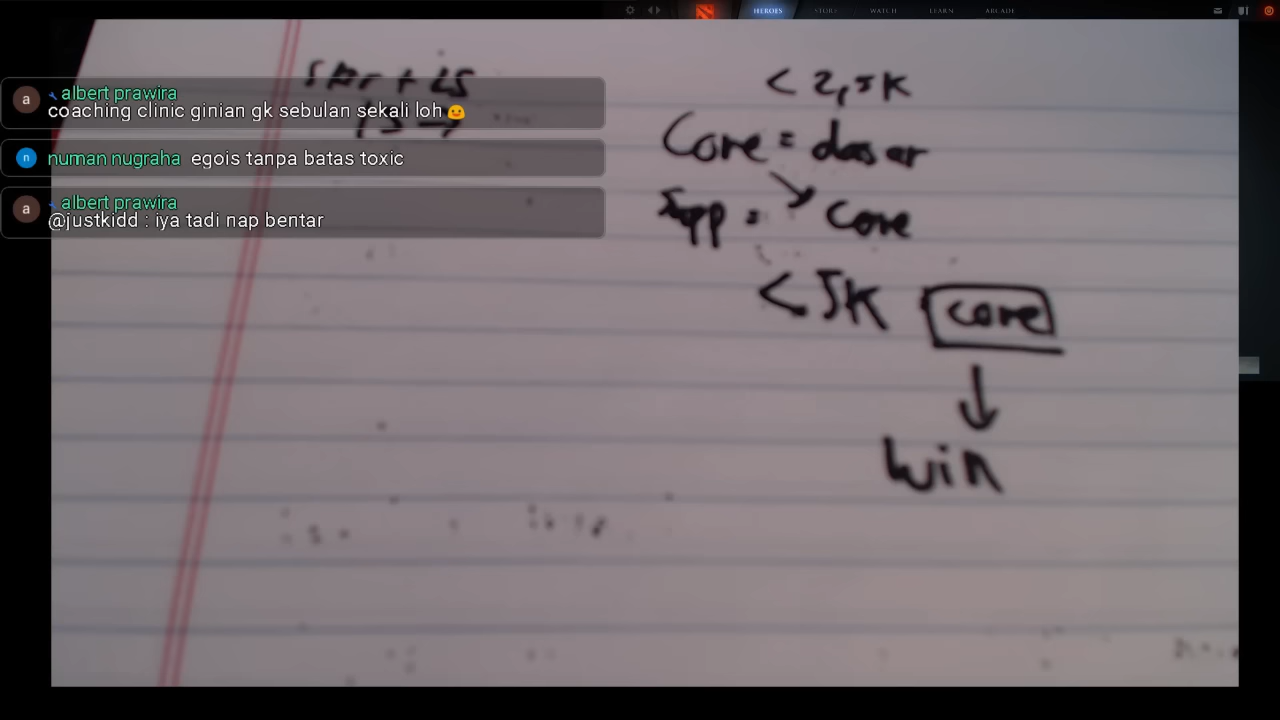 HEROES STORE WATCH LEARN ARCADE
albert prawira
coaching clinic ginian gk sebulan sekali loh
numan nugraha egois tanpa batas toxic
albert prawira
@justkidd : iya tadi nap bentar
< 2,5K
Core = dasar
Supp = core
< 5K core
↓
Win